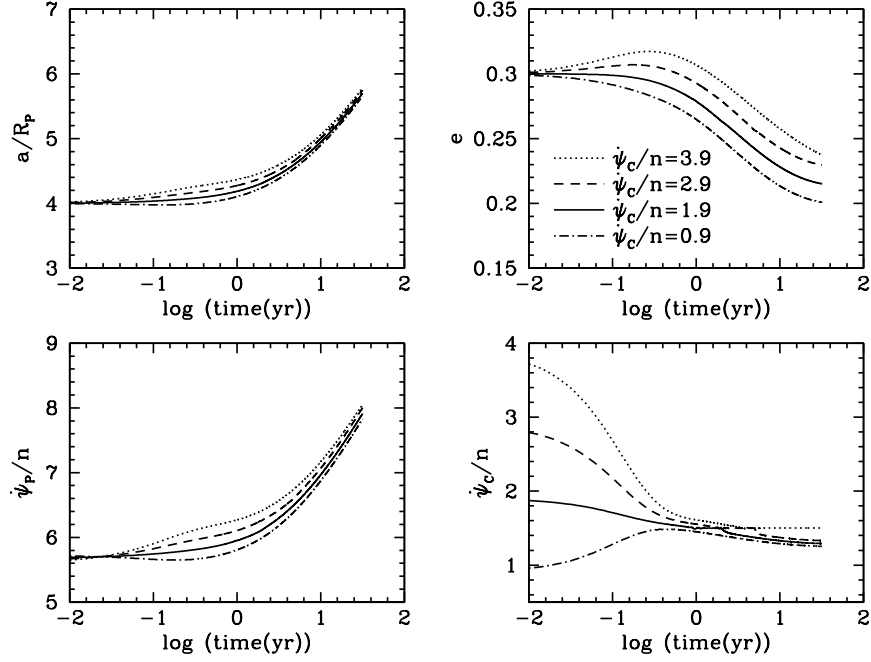 7
6
5
4
3
a/R_P
−2 −1 0 1 2
log (time(yr))
0.35
0.3
0.25
0.2
0.15
e
ψ̇_C/n=3.9
ψ̇_C/n=2.9
ψ̇_C/n=1.9
ψ̇_C/n=0.9
−2 −1 0 1 2
log (time(yr))
9
8
7
6
5
ψ̇_P/n
−2 −1 0 1 2
log (time(yr))
4
3
2
1
ψ̇_C/n
−2 −1 0 1 2
log (time(yr))